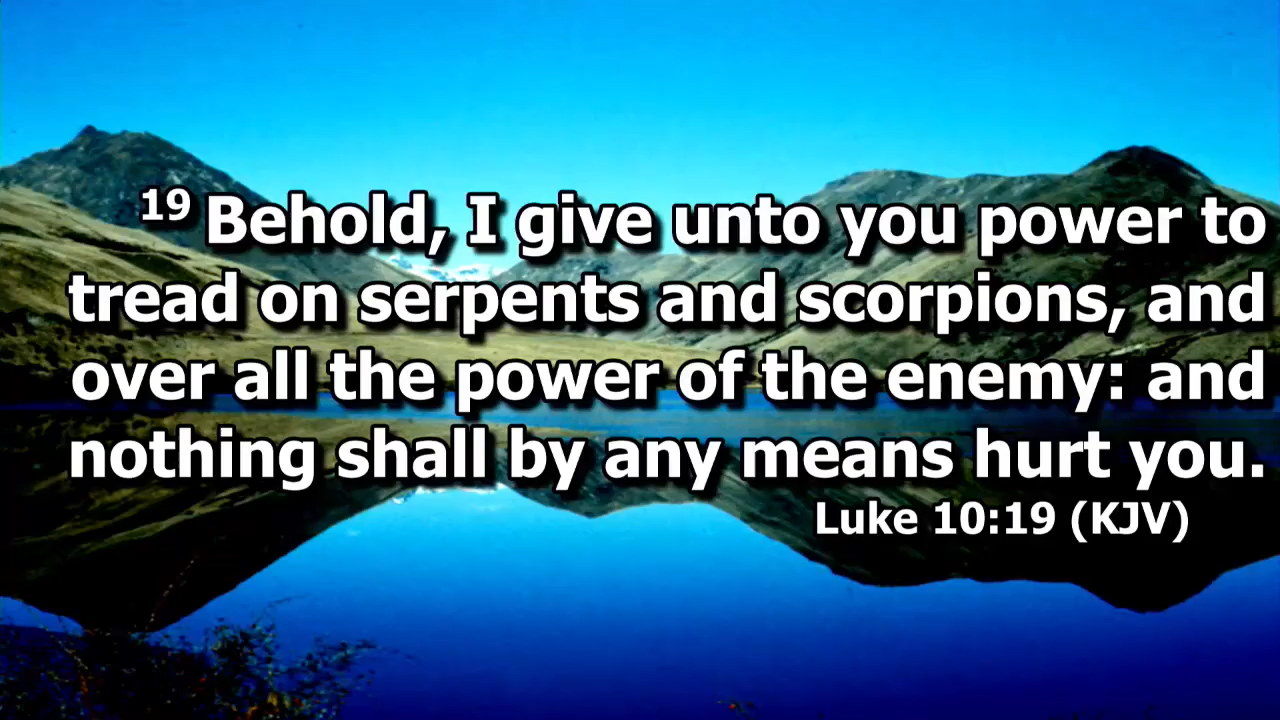 19 Behold, I give unto you power to
tread on serpents and scorpions, and
over all the power of the enemy: and
nothing shall by any means hurt you.
Luke 10:19 (KJV)